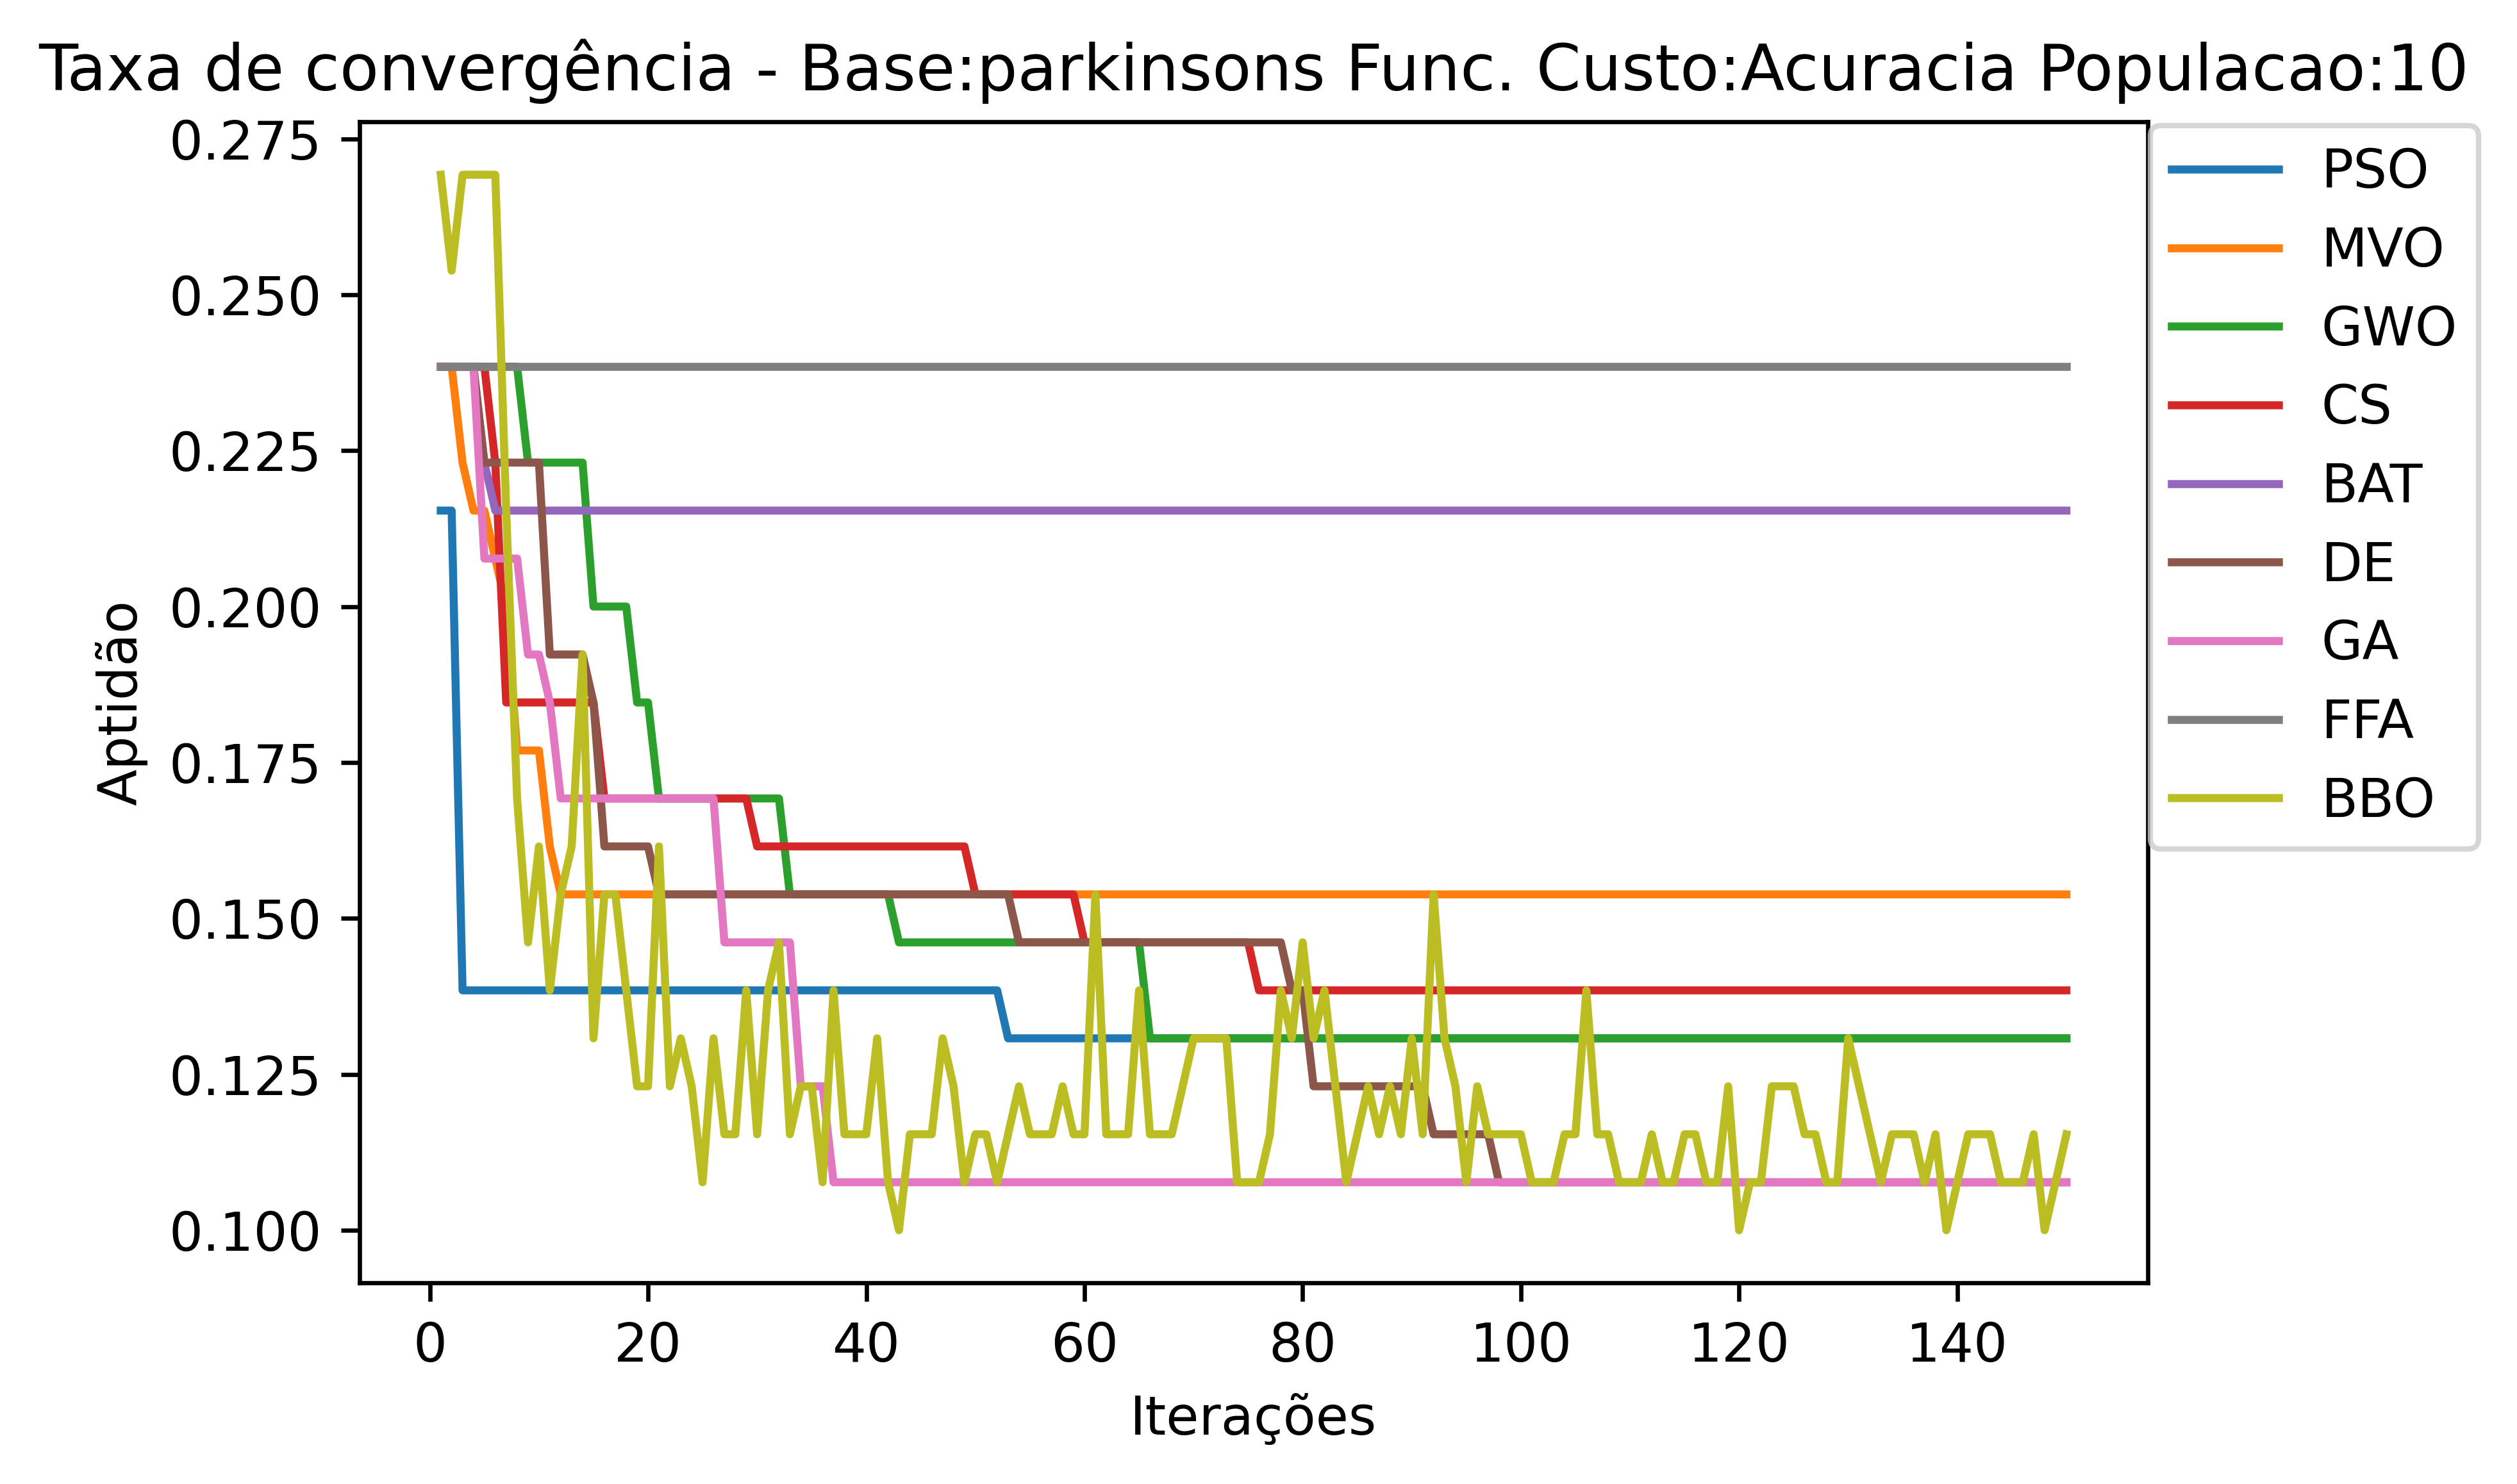 Taxa de convergência - Base:parkinsons Func. Custo:Acuracia Populacao:10
0.275
0.250
0.225
0.200
0.175
0.150
0.125
0.100
Aptidão
0 20 40 60 80 100 120 140
Iterações
PSO
MVO
GWO
CS
BAT
DE
GA
FFA
BBO